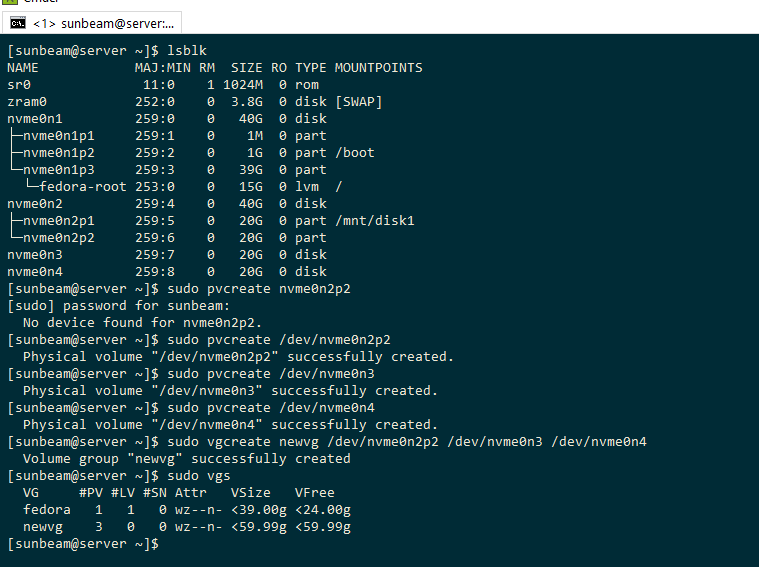 <1> sunbeam@server:...
[sunbeam@server ~]$ lsblk
NAME            MAJ:MIN RM  SIZE RO TYPE MOUNTPOINTS
sr0              11:0    1 1024M  0 rom
zram0           252:0    0  3.8G  0 disk [SWAP]
nvme0n1         259:0    0   40G  0 disk
├─nvme0n1p1     259:1    0    1M  0 part
├─nvme0n1p2     259:2    0    1G  0 part /boot
└─nvme0n1p3     259:3    0   39G  0 part
  └─fedora-root 253:0    0   15G  0 lvm  /
nvme0n2         259:4    0   40G  0 disk
├─nvme0n2p1     259:5    0   20G  0 part /mnt/disk1
└─nvme0n2p2     259:6    0   20G  0 part
nvme0n3         259:7    0   20G  0 disk
nvme0n4         259:8    0   20G  0 disk
[sunbeam@server ~]$ sudo pvcreate nvme0n2p2
[sudo] password for sunbeam:
  No device found for nvme0n2p2.
[sunbeam@server ~]$ sudo pvcreate /dev/nvme0n2p2
  Physical volume "/dev/nvme0n2p2" successfully created.
[sunbeam@server ~]$ sudo pvcreate /dev/nvme0n3
  Physical volume "/dev/nvme0n3" successfully created.
[sunbeam@server ~]$ sudo pvcreate /dev/nvme0n4
  Physical volume "/dev/nvme0n4" successfully created.
[sunbeam@server ~]$ sudo vgcreate newvg /dev/nvme0n2p2 /dev/nvme0n3 /dev/nvme0n4
  Volume group "newvg" successfully created
[sunbeam@server ~]$ sudo vgs
  VG     #PV #LV #SN Attr   VSize   VFree
  fedora   1   1   0 wz--n- <39.00g <24.00g
  newvg    3   0   0 wz--n- <59.99g <59.99g
[sunbeam@server ~]$